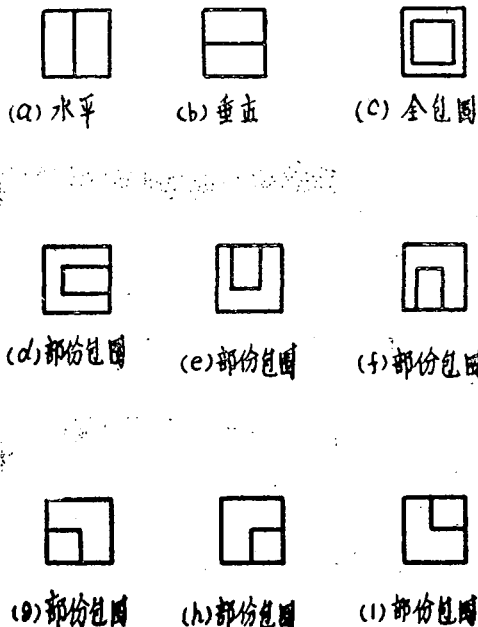 (a) 水平 (b) 垂直 (c) 全包围
(d) 部份包围 (e) 部份包围 (f) 部份包围
(g) 部份包围 (h) 部份包围 (i) 部份包围